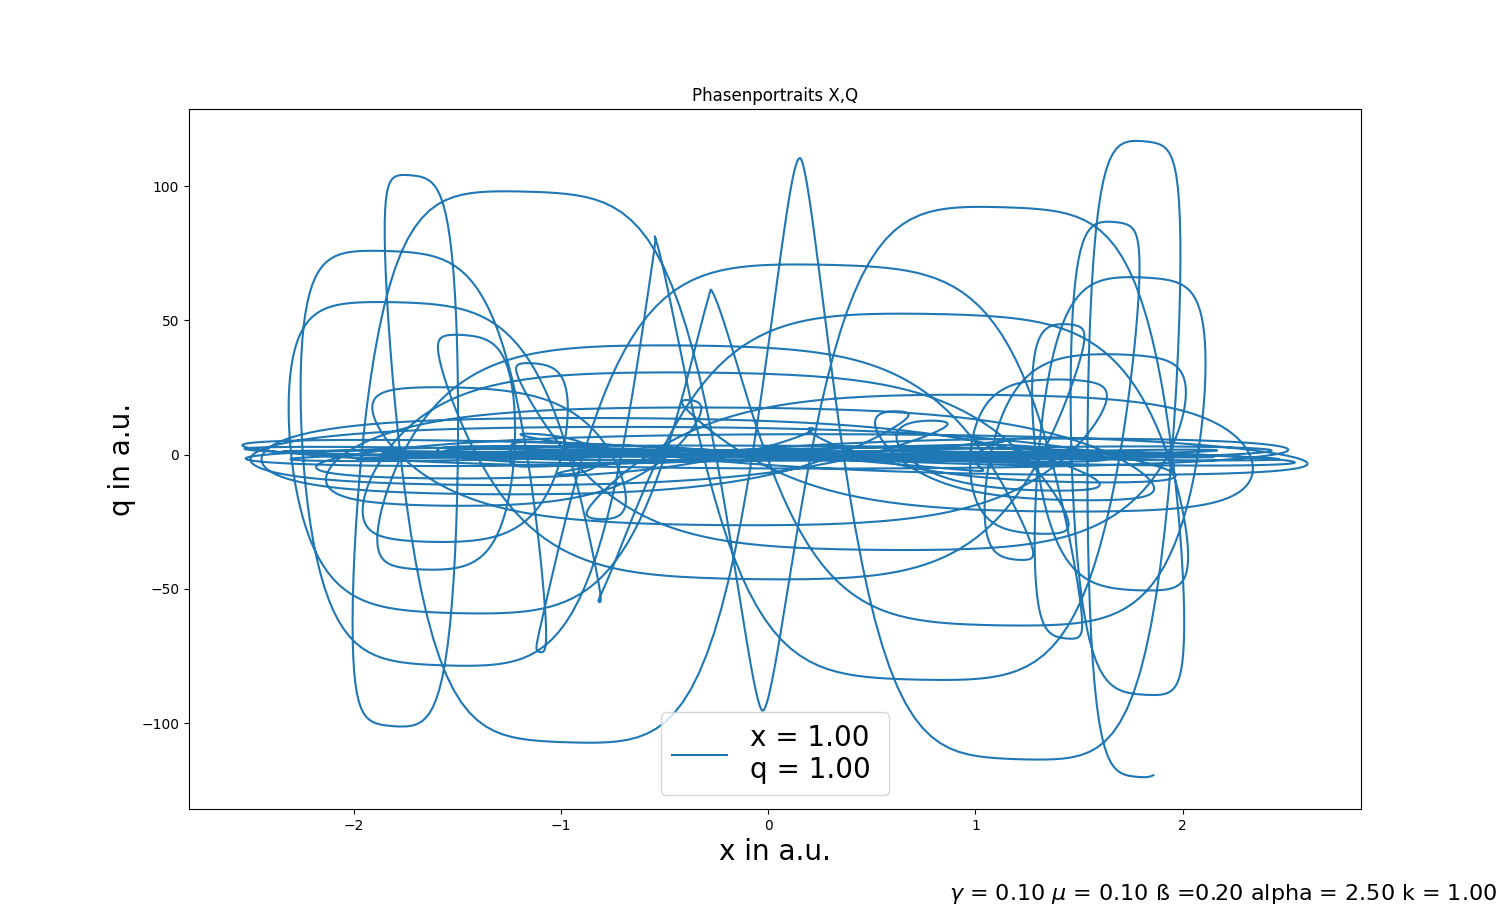 Phasenportraits X,Q
100
50
0
−50
−100
q in a.u.
x = 1.00
q = 1.00
−2 −1 0 1 2
x in a.u.
γ = 0.10 μ = 0.10 ß =0.20 alpha = 2.50 k = 1.00